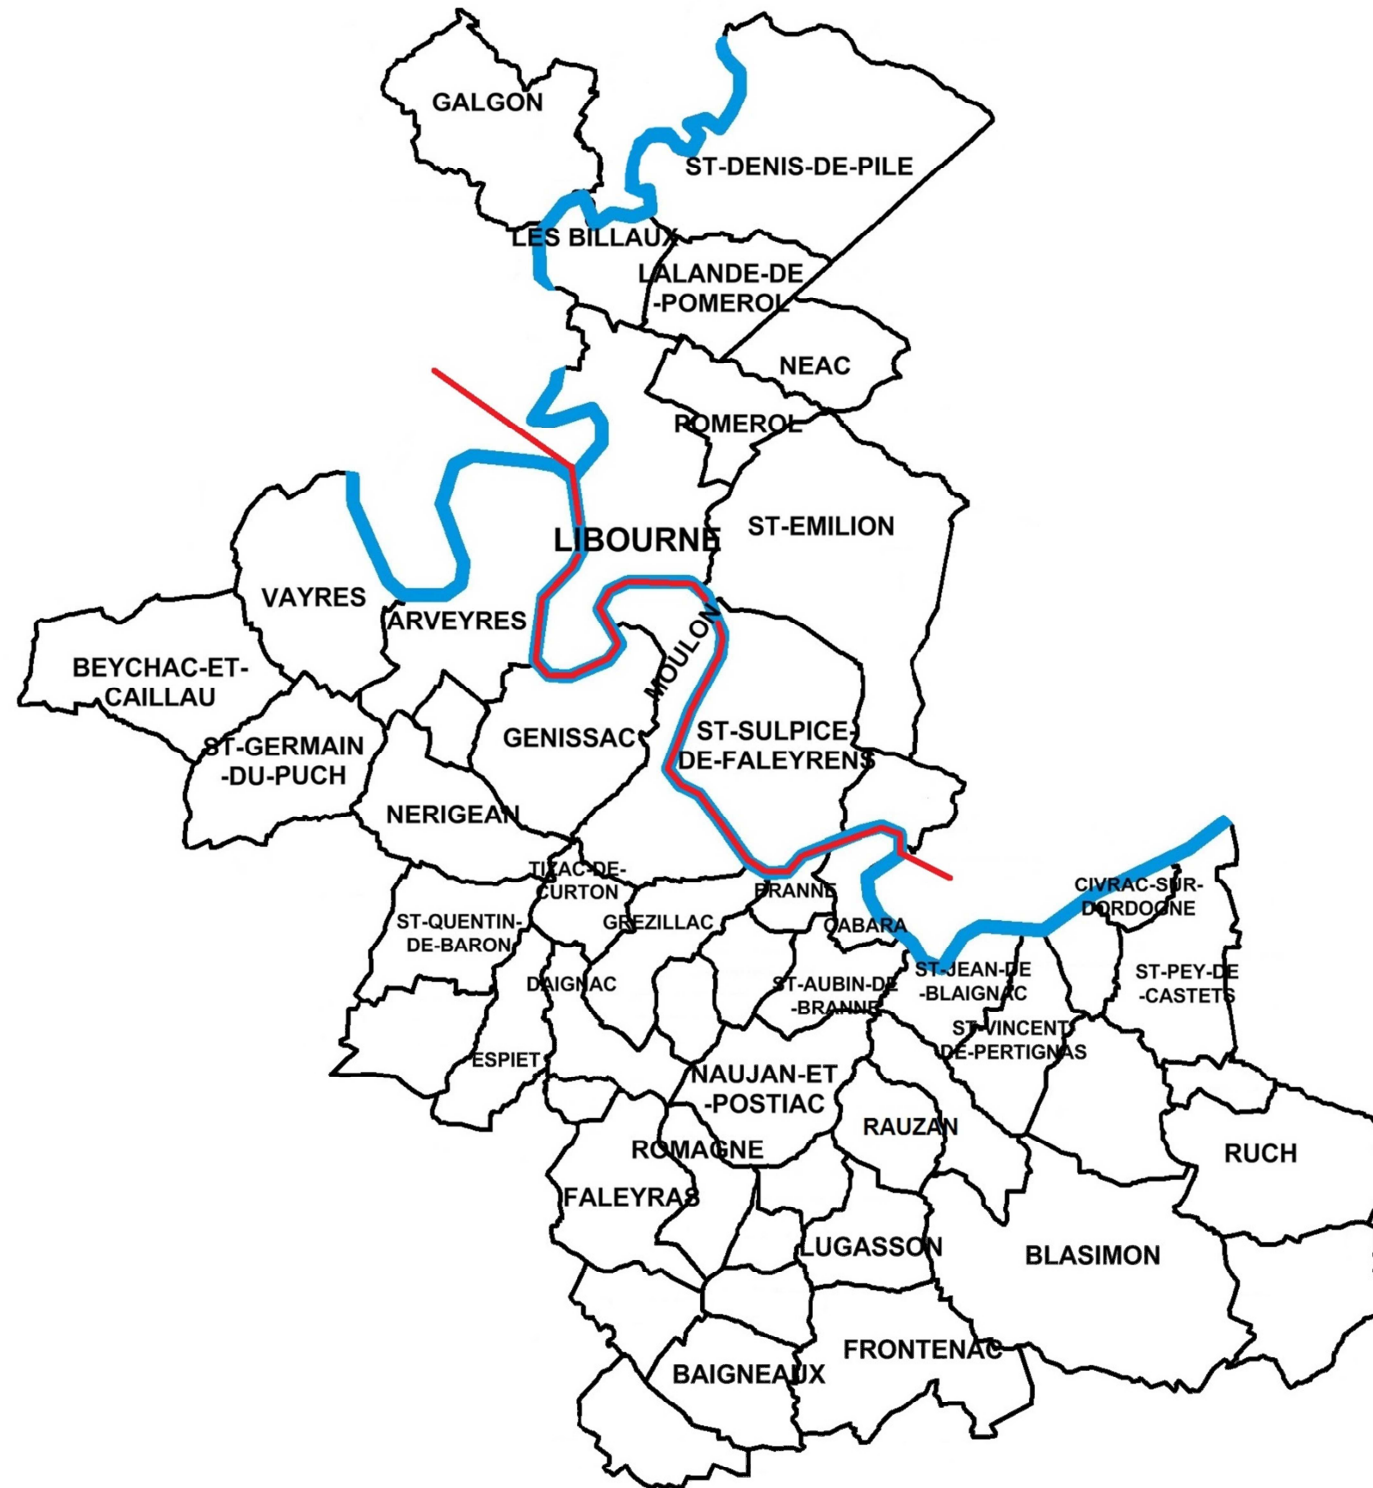 GALGON
ST-DENIS-DE-PILE
LES BILLAUX
LALANDE-DE
-POMEROL
NEAC
POMEROL
ST-EMILION
LIBOURNE
VAYRES
ARVEYRES
MOULON
BEYCHAC-ET-
CAILLAU
ST-GERMAIN
-DU-PUCH
GENISSAC
ST-SULPICE-
DE-FALEYRENS
NERIGEAN
TIZAC-DE-
CURTON
BRANNE
CIVRAC-SUR-
DORDOGNE
ST-QUENTIN-
DE-BARON
GREZILLAC
CABARA
DAIGNAC
ST-AUBIN-DE
-BRANNE
ST-JEAN-DE
-BLAIGNAC
ST-PEY-DE
-CASTETS
ST-VINCENT
-DE-PERTIGNAS
ESPIET
NAUJAN-ET
-POSTIAC
RAUZAN
ROMAGNE
RUCH
FALEYRAS
LUGASSON
BLASIMON
FRONTENAC
BAIGNEAUX